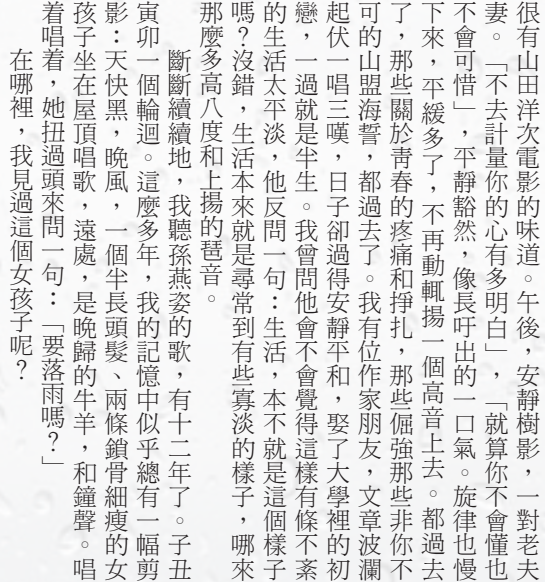 很有山田洋次電影的味道。午後，安靜樹影，一對老夫
妻。「不去計量你的心有多明白」，「就算你不會懂也
不會可惜」，平靜豁然，像長吁出的一口氣。旋律也慢
下來，平緩多了，不再動輒揚一個高音上去。都過去
了，那些關於青春的疼痛和掙扎，那些倔強那些非你不
可的山盟海誓，都過去了。我有位作家朋友，文章波瀾
起伏一唱三嘆，日子卻過得安靜平和，娶了大學裡的初
戀，一過就是半生。我曾問他會不會覺得這樣有條不紊
的生活太平淡，他反問一句：生活，本不就是這個樣子
嗎？沒錯，生活本來就是尋常到有些寡淡的樣子，哪來
那麼多高八度和上揚的琶音。
斷斷續續地，我聽孫燕姿的歌，有十二年了。子丑
寅卯一個輪迴。這麼多年，我的記憶中似乎總有一幅剪
影：天快黑，晚風，一個半長頭髮、兩條鎖骨細瘦的女
孩子坐在屋頂唱歌，遠處，是晚歸的牛羊，和鐘聲。唱
着唱着，她扭過頭來問一句：「要落雨嗎？」
在哪裡，我見過這個女孩子呢？